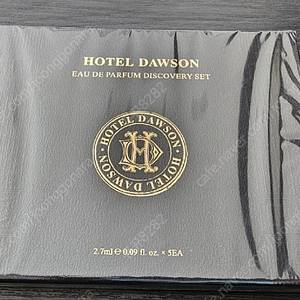 HOTEL DAWSON
EAU DE PARFUM DISCOVERY SET
HOTEL DAWSON · HOTEL DAWSON ·
2.7ml ℮ 0.09 fl. oz. × 5EA